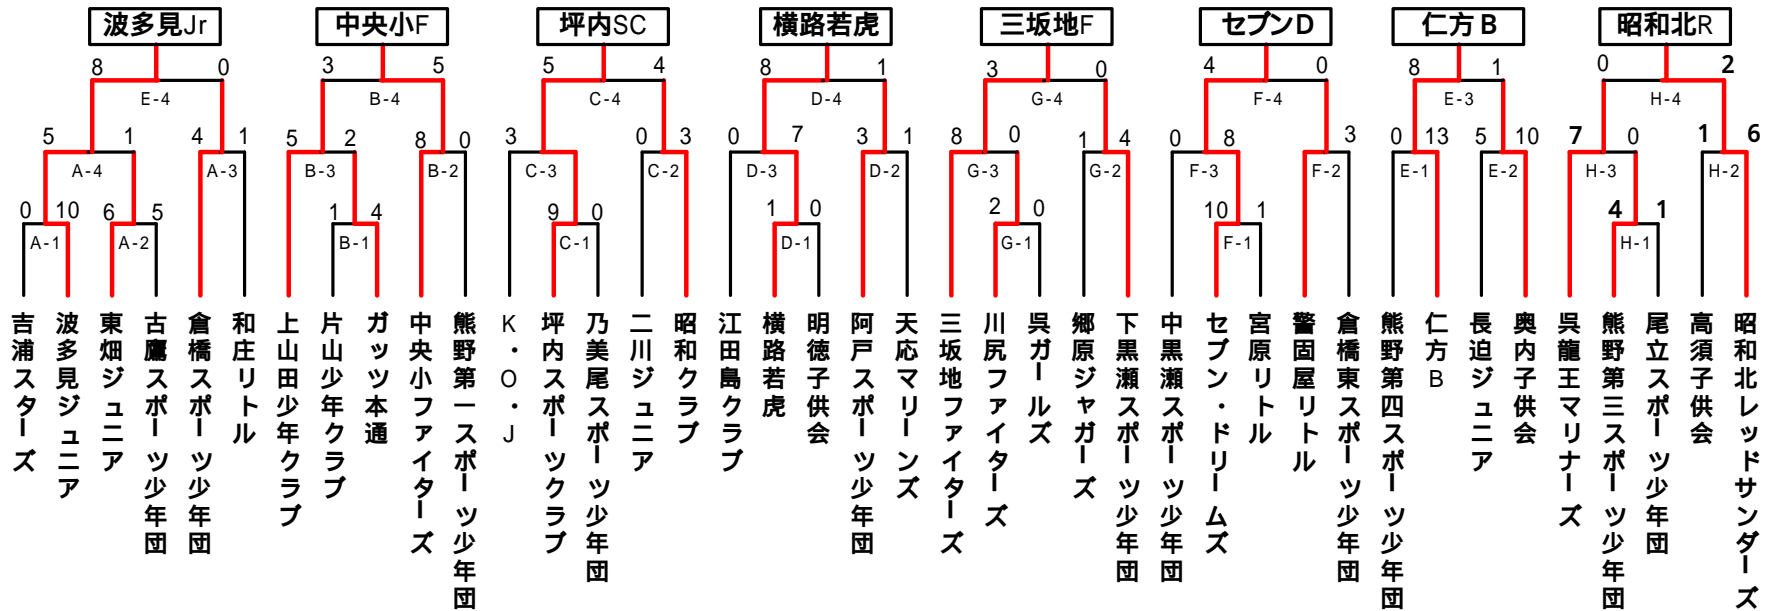 波多見Jr 中央小F 坪内SC 横路若虎 三坂地F セブンD 仁方B 昭和北R
8 0 3 5 5 4 8 1 3 0 4 0 8 1 0 2
E-4 B-4 C-4 D-4 G-4 F-4 E-3 H-4
5 1 4 1 5 2 8 0 3 0 3 0 7 3 1 8 0 1 4 0 8 3 0 13 5 10 7 0 1 6
A-4 A-3 B-3 B-2 C-3 C-2 D-3 D-2 G-3 G-2 F-3 F-2 E-1 E-2 H-3 H-2
0 10 6 5 1 4 9 0 1 0 2 0 10 1 4 1
A-1 A-2 B-1 C-1 D-1 G-1 F-1 H-1
吉浦スターズ
波多見ジュニア
東畑ジュニア
古鷹スポーツ少年団
倉橋スポーツ少年団
和庄リトル
上山田少年クラブ
片山少年クラブ
ガッツ本通
中央小ファイターズ
熊野第一スポーツ少年団
K・O・J
坪内スポーツクラブ
乃美尾スポーツ少年団
二川ジュニア
昭和クラブ
江田島クラブ
横路若虎
明徳子供会
阿戸スポーツ少年団
天応マリーンズ
三坂地ファイターズ
川尻ファイターズ
呉ガールズ
郷原ジャガーズ
下黒瀬スポーツ少年団
中黒瀬スポーツ少年団
セブン・ドリームズ
宮原リトル
警固屋リトル
倉橋東スポーツ少年団
熊野第四スポーツ少年団
仁方B
長迫ジュニア
奥内子供会
呉龍王マリナーズ
熊野第三スポーツ少年団
尾立スポーツ少年団
高須子供会
昭和北レッドサンダーズ